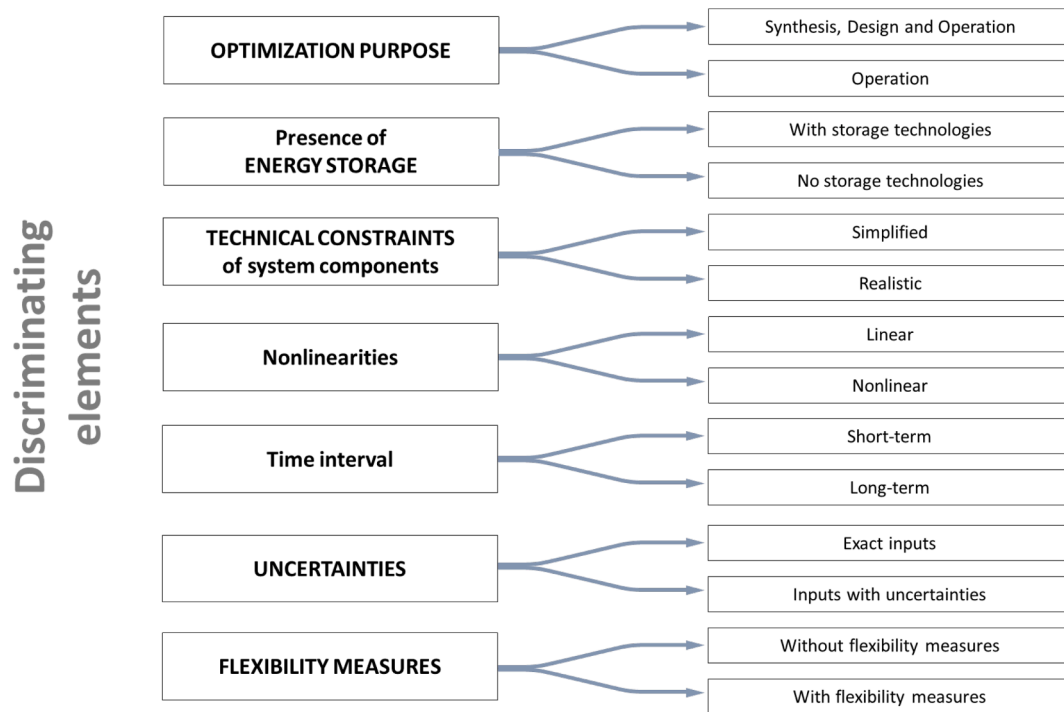 Discriminating
elements
OPTIMIZATION PURPOSE
Synthesis, Design and Operation
Operation
Presence of
ENERGY STORAGE
With storage technologies
No storage technologies
TECHNICAL CONSTRAINTS
of system components
Simplified
Realistic
Nonlinearities
Linear
Nonlinear
Time interval
Short-term
Long-term
UNCERTAINTIES
Exact inputs
Inputs with uncertainties
FLEXIBILITY MEASURES
Without flexibility measures
With flexibility measures